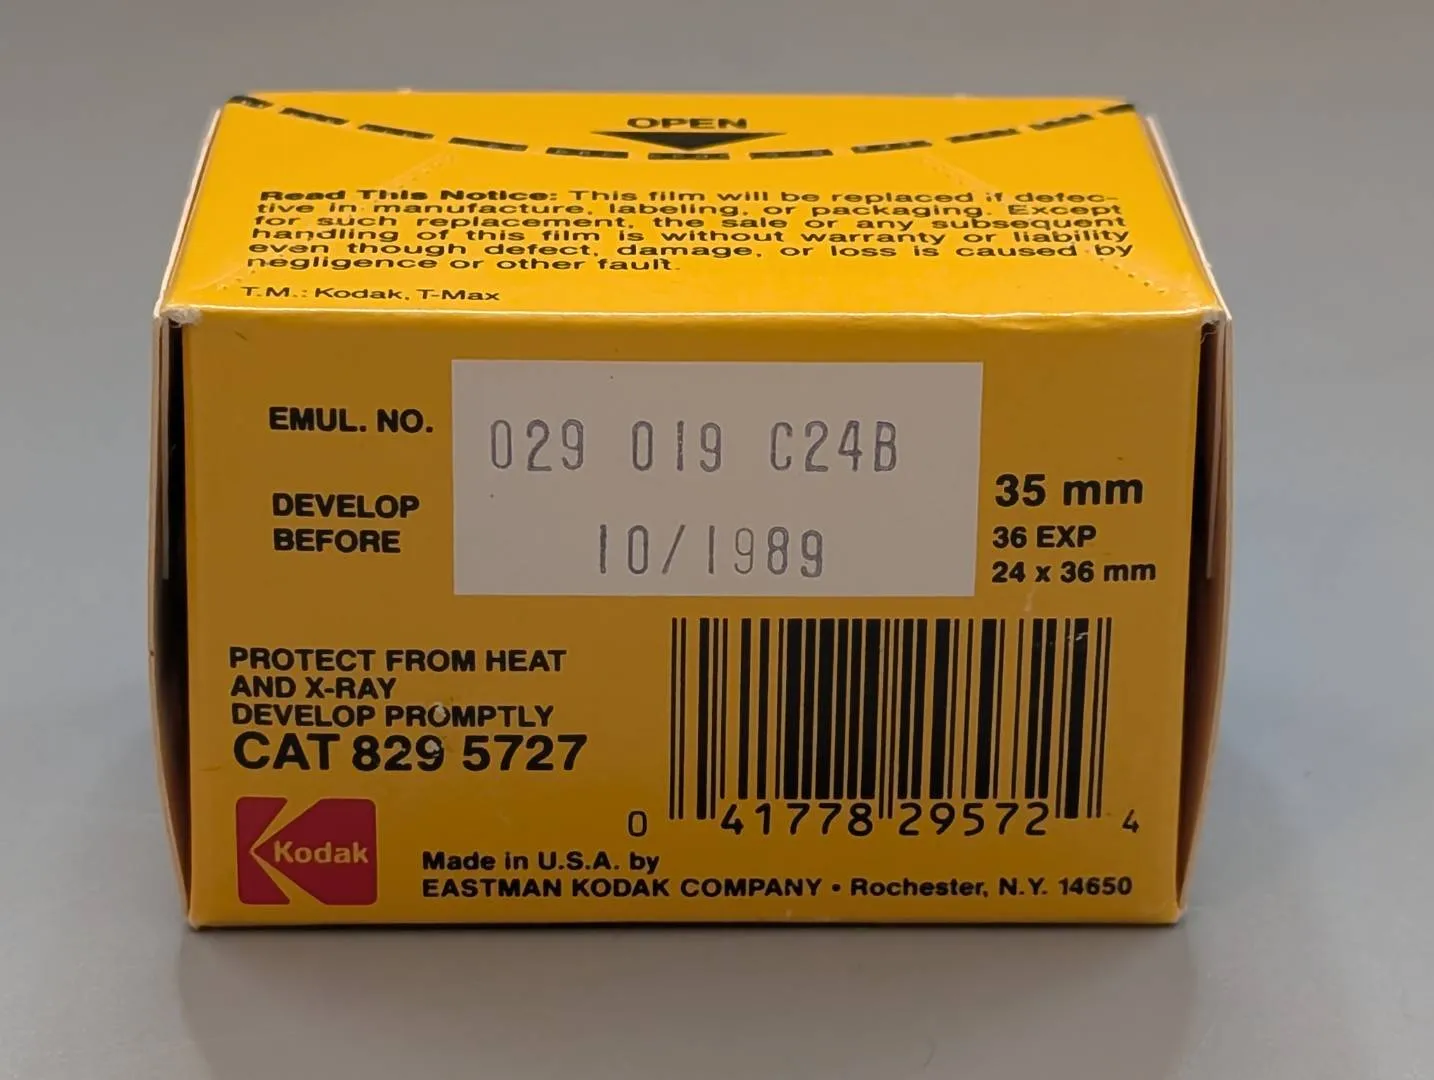 OPEN
Read This Notice: This film will be replaced if defec-
tive in manufacture, labeling, or packaging. Except
for such replacement, the sale or any subsequent
handling of this film is without warranty or liability
even though defect, damage, or loss is caused by
negligence or other fault.
T.M.: Kodak, T-Max
EMUL. NO.
029 019 C24B
DEVELOP
BEFORE
10/1989
35 mm
36 EXP
24 x 36 mm
PROTECT FROM HEAT
AND X-RAY
DEVELOP PROMPTLY
CAT 829 5727
0 41778 29572 4
Kodak
Made in U.S.A. by
EASTMAN KODAK COMPANY • Rochester, N.Y. 14650